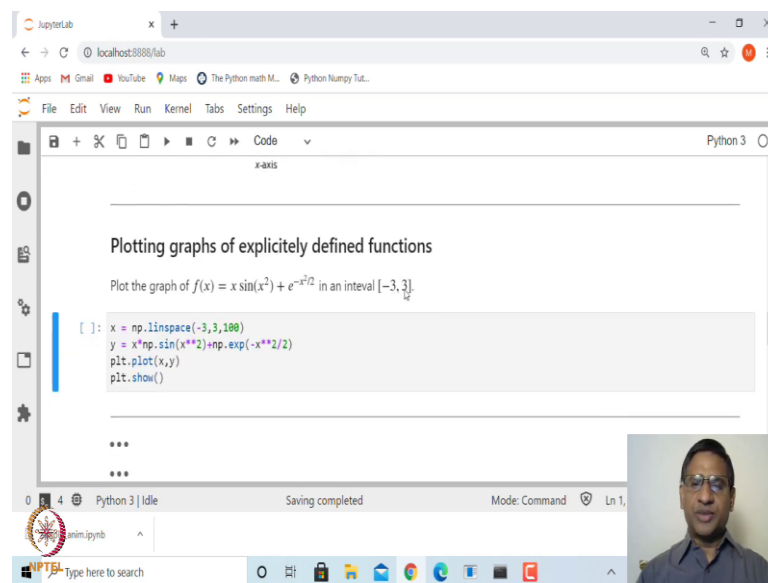 JupyterLab
localhost:8888/lab
M
Apps Gmail YouTube Maps The Python math M... Python Numpy Tut...
File Edit View Run Kernel Tabs Settings Help
Code Python 3
x-axis
Plotting graphs of explicitely defined functions
Plot the graph of f(x) = x sin(x²) + e^{-x²/2} in an inteval [−3, 3].
[ ]: x = np.linspace(-3,3,100)
y = x*np.sin(x**2)+np.exp(-x**2/2)
plt.plot(x,y)
plt.show()
•••
•••
0 s_ 4 Python 3 | Idle Saving completed Mode: Command Ln 1,
anim.ipynb
NPTEL
Type here to search